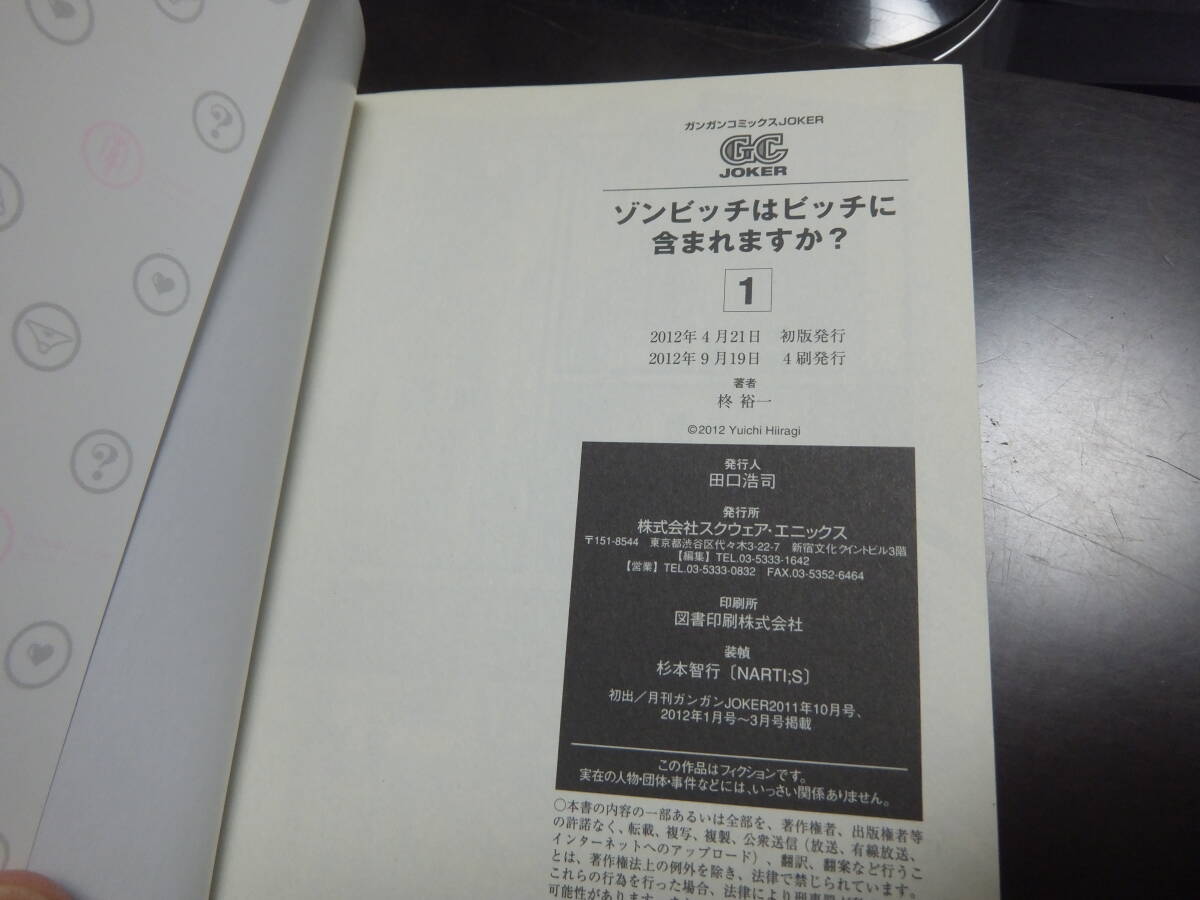 ガンガンコミックスJOKER
GC
JOKER
ゾンビッチはビッチに
含まれますか?
1
2012年4月21日 初版発行
2012年9月19日 4刷発行
著者
柊 裕一
©2012 Yuichi Hiiragi
発行人
田口浩司
発行所
株式会社スクウェア・エニックス
〒151-8544 東京都渋谷区代々木3-22-7 新宿文化クイントビル3階
【編集】TEL.03-5333-1642
【営業】TEL.03-5333-0832 FAX.03-5352-6464
印刷所
図書印刷株式会社
装幀
杉本智行〔NARTI;S〕
初出/月刊ガンガンJOKER2011年10月号、
2012年1月号〜3月号掲載
この作品はフィクションです。
実在の人物・団体・事件などには、いっさい関係ありません。
○本書の内容の一部あるいは全部を、著作権者、出版権者等
の許諾なく、転載、複写、複製、公衆送信(放送、有線放送、
インターネットへのアップロード)、翻訳、翻案など行うこ
とは、著作権法上の例外を除き、法律で禁じられています。
これらの行為を行った場合、法律により刑事罰が
可能性があります。